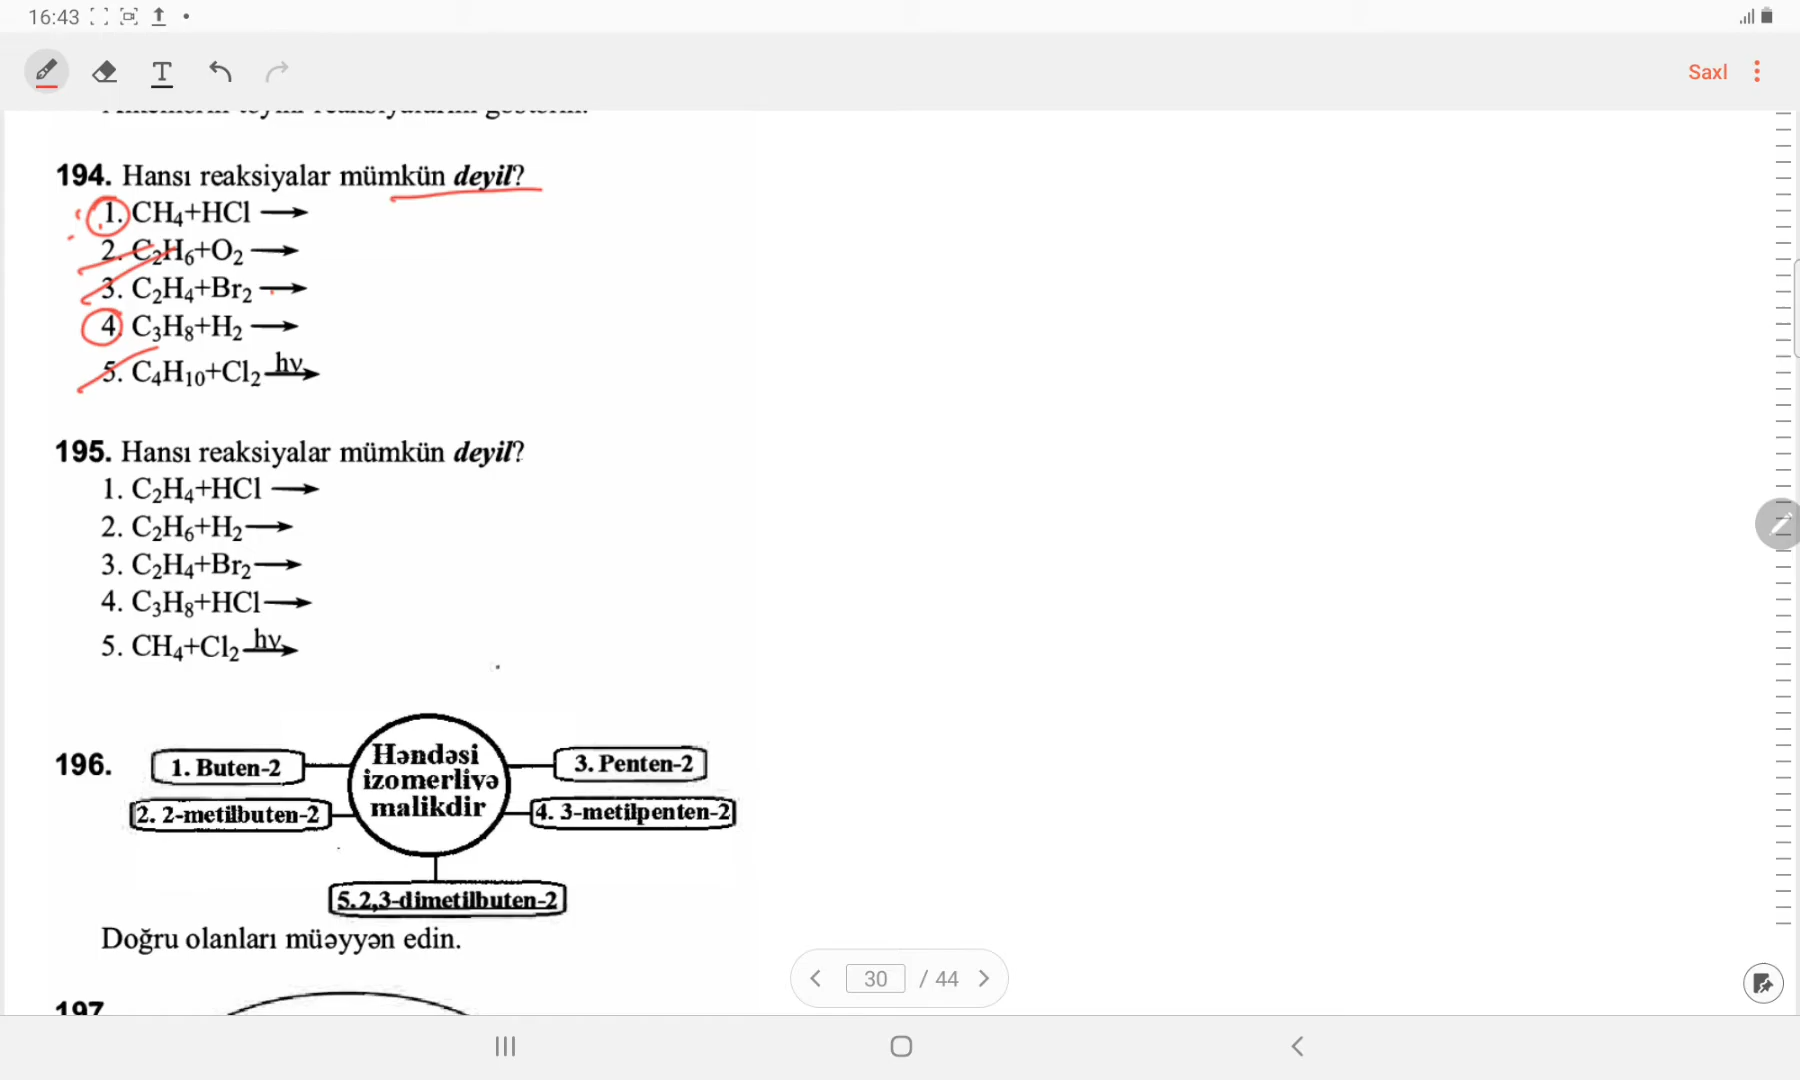 16:43
Saxl
194. Hansı reaksiyalar mümkün deyil?
1. CH₄+HCl ⟶
2. C₂H₆+O₂ ⟶
3. C₂H₄+Br₂ ⟶
4. C₃H₈+H₂ ⟶
5. C₄H₁₀+Cl₂ hν⟶
195. Hansı reaksiyalar mümkün deyil?
1. C₂H₄+HCl ⟶
2. C₂H₆+H₂⟶
3. C₂H₄+Br₂⟶
4. C₃H₈+HCl⟶
5. CH₄+Cl₂ hν⟶
196.
1. Buten-2
Həndəsi
izomerliyə
malikdir
3. Penten-2
2. 2-metilbuten-2
4. 3-metilpenten-2
5.2,3-dimetilbuten-2
Doğru olanları müəyyən edin.
30 / 44
197